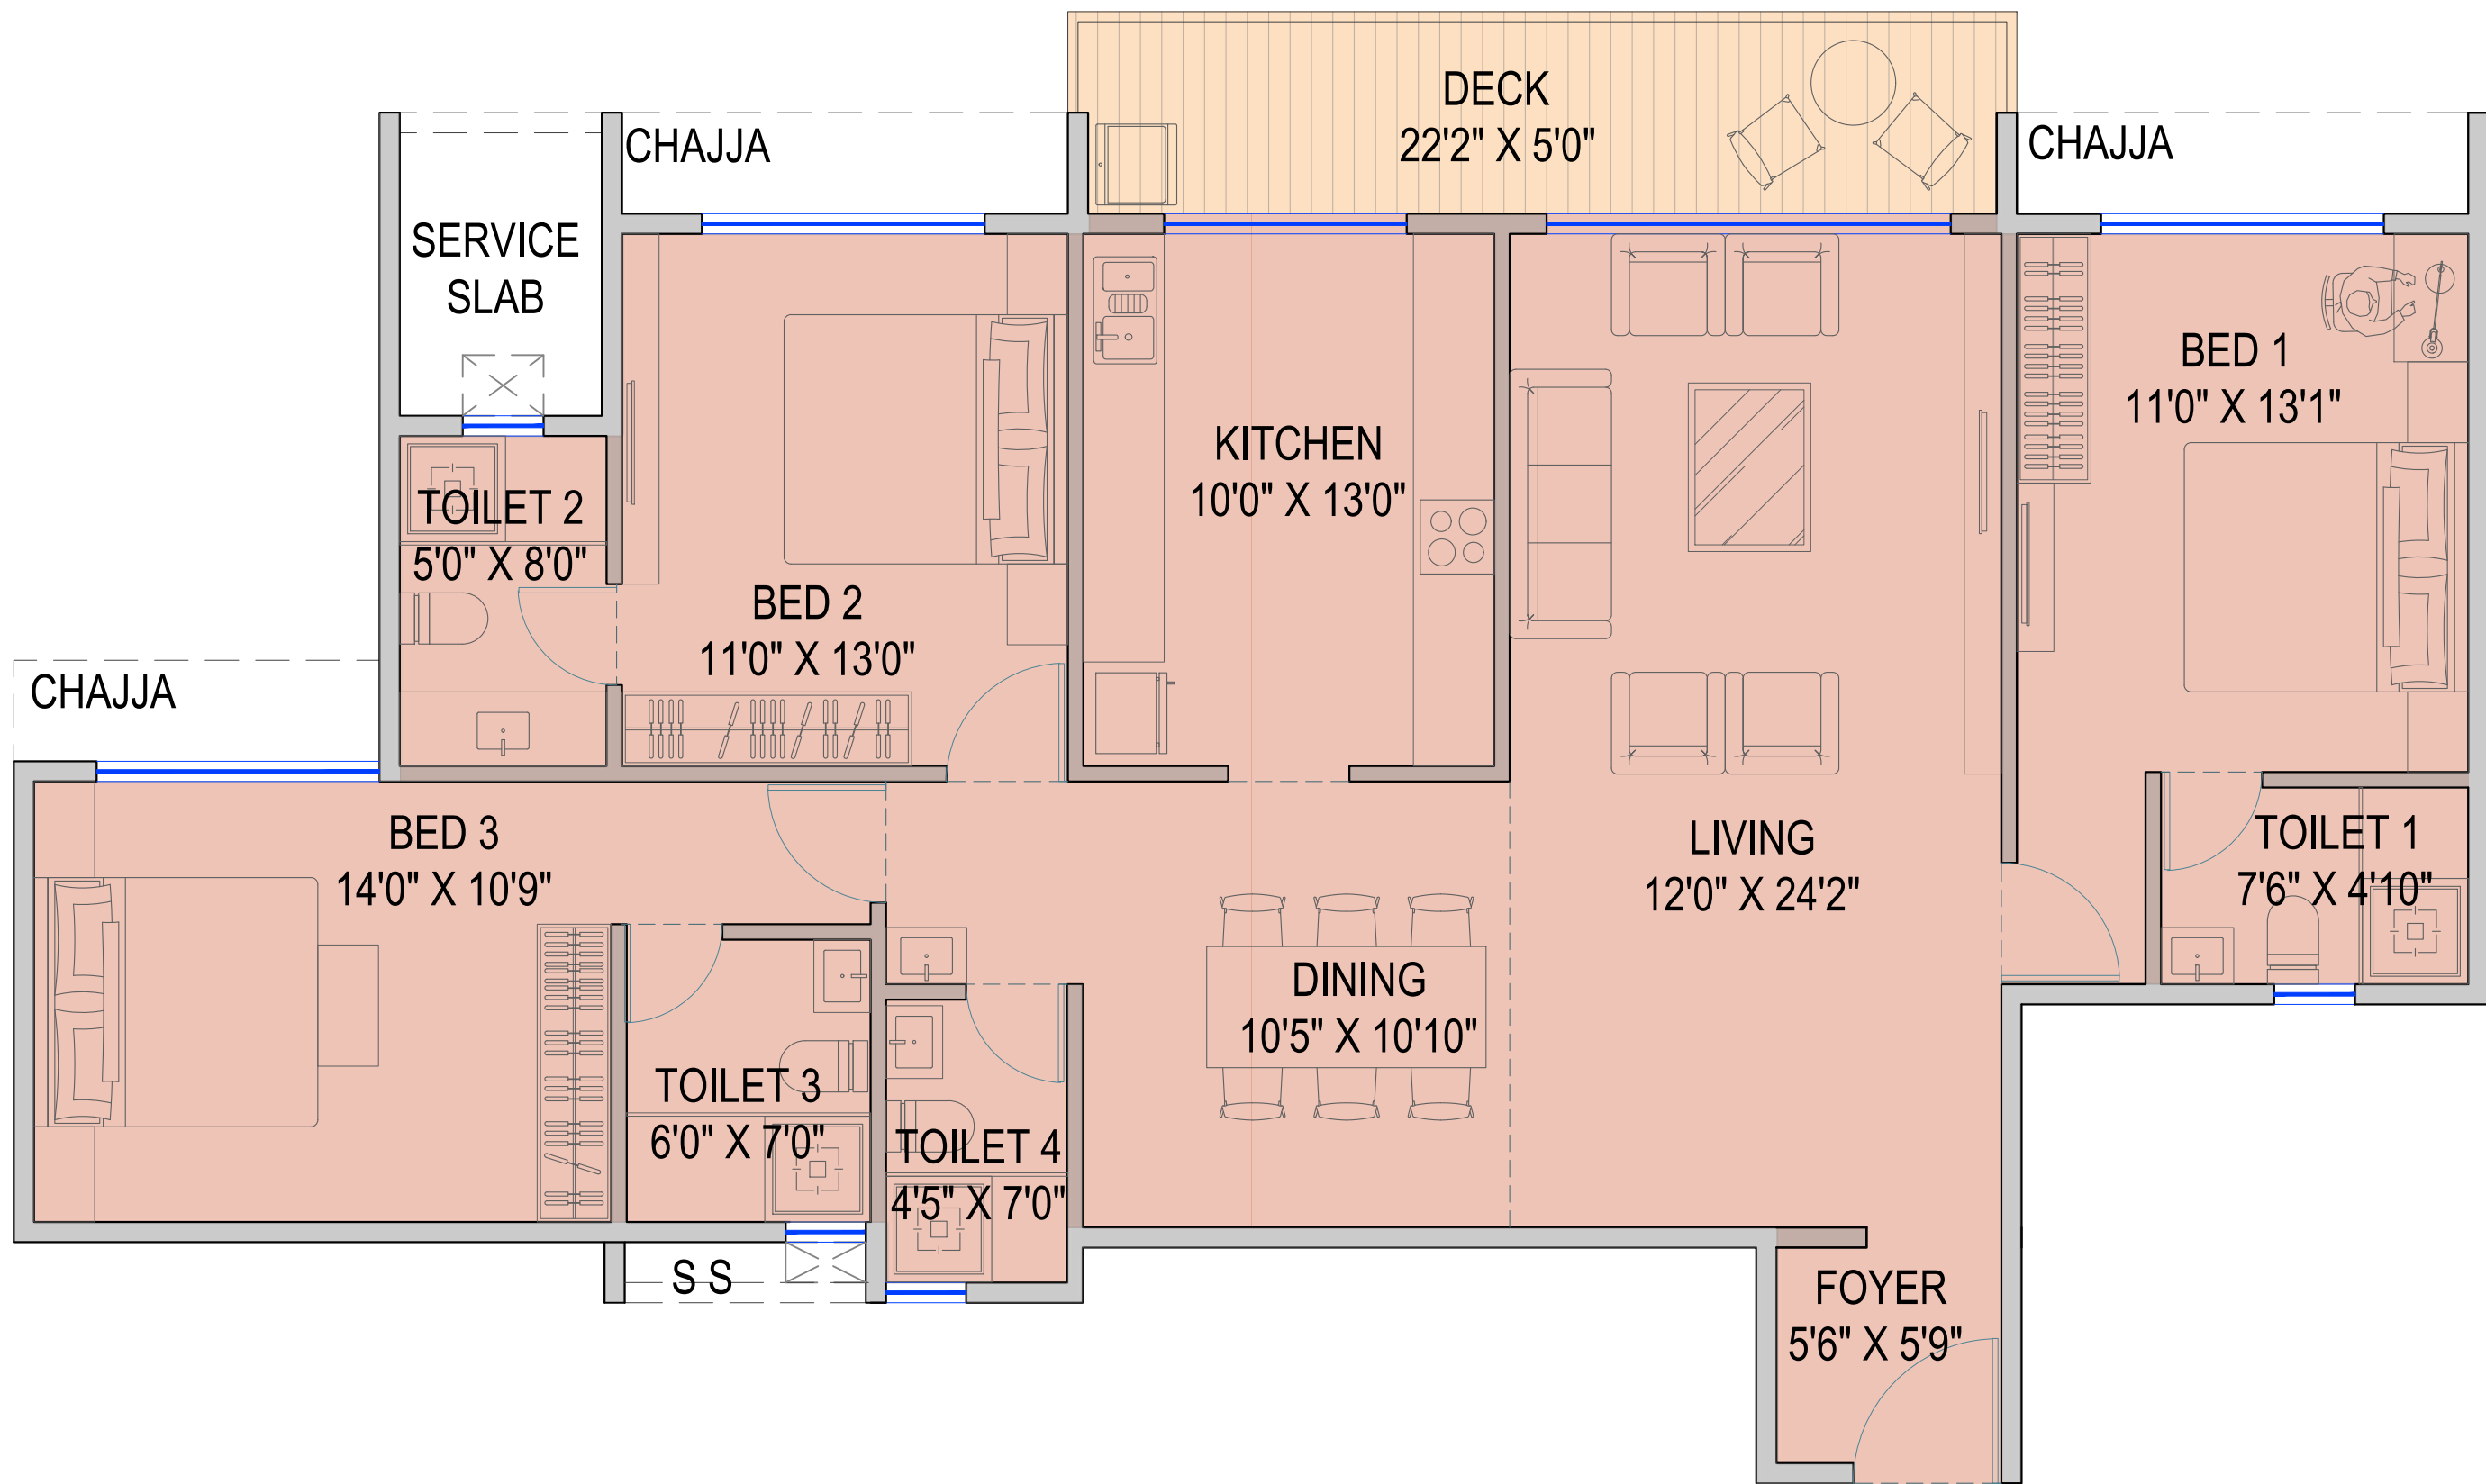 DECK
22'2" X 5'0"
CHAJJA
CHAJJA
SERVICE
SLAB
BED 1
11'0" X 13'1"
KITCHEN
10'0" X 13'0"
TOILET 2
5'0" X 8'0"
BED 2
11'0" X 13'0"
CHAJJA
BED 3
14'0" X 10'9"
LIVING
12'0" X 24'2"
TOILET 1
7'6" X 4'10"
DINING
10'5" X 10'10"
TOILET 3
6'0" X 7'0"
TOILET 4
4'5" X 7'0"
S S
FOYER
5'6" X 5'9"